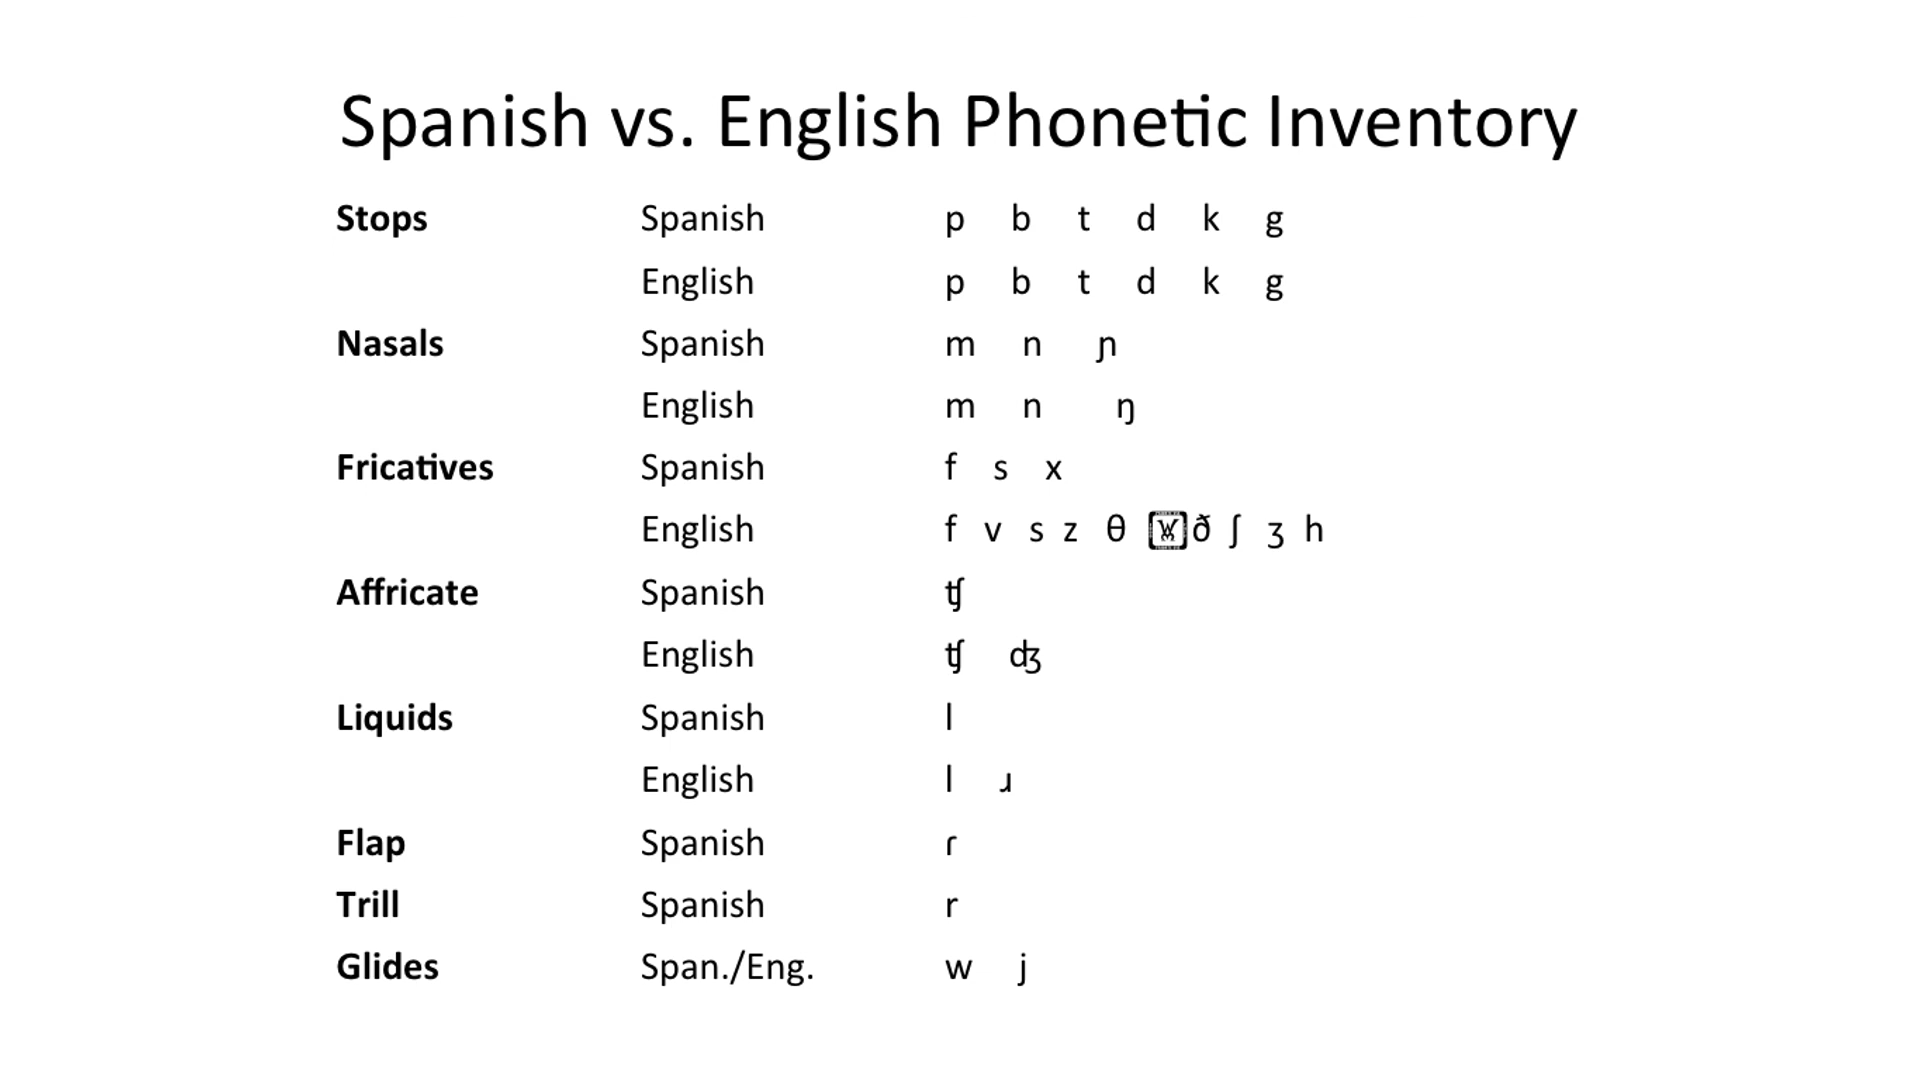 Spanish vs. English Phonetic Inventory
Stops Spanish p b t d k g
English p b t d k g
Nasals Spanish m n ɲ
English m n ŋ
Fricatives Spanish f s x
English f v s z θ ð ʃ ʒ h
Affricate Spanish ʧ
English ʧ ʤ
Liquids Spanish l
English l ɹ
Flap Spanish ɾ
Trill Spanish r
Glides Span./Eng. w j